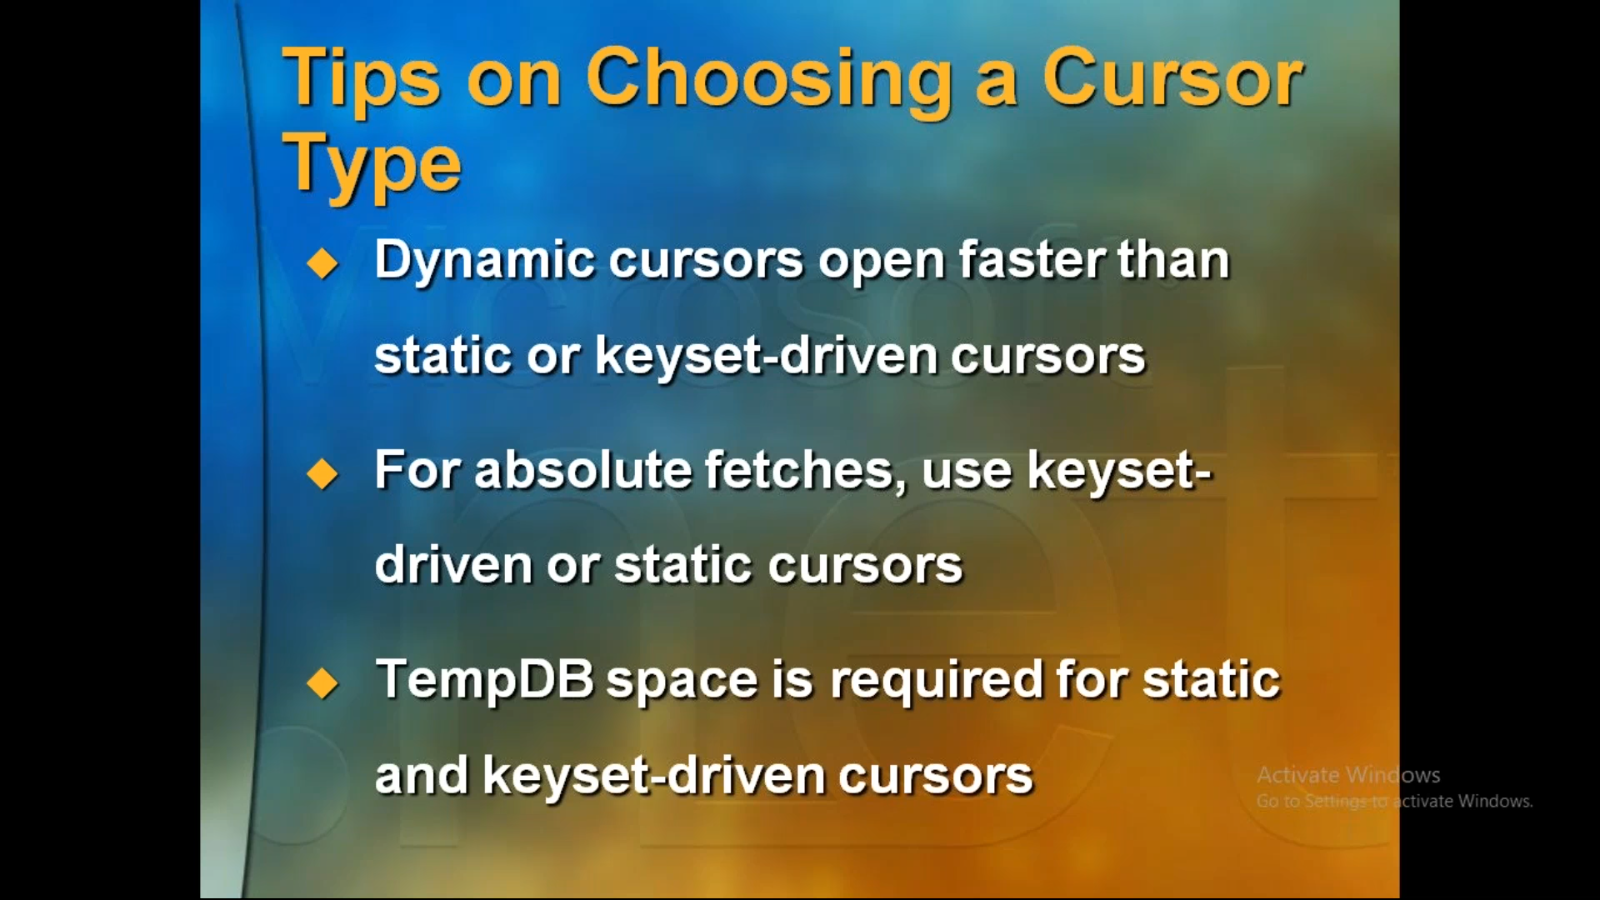 Tips on Choosing a Cursor
Type
Dynamic cursors open faster than
static or keyset-driven cursors
For absolute fetches, use keyset-
driven or static cursors
TempDB space is required for static
and keyset-driven cursors
Activate Windows
Go to Settings to activate Windows.
Microsoft
.net